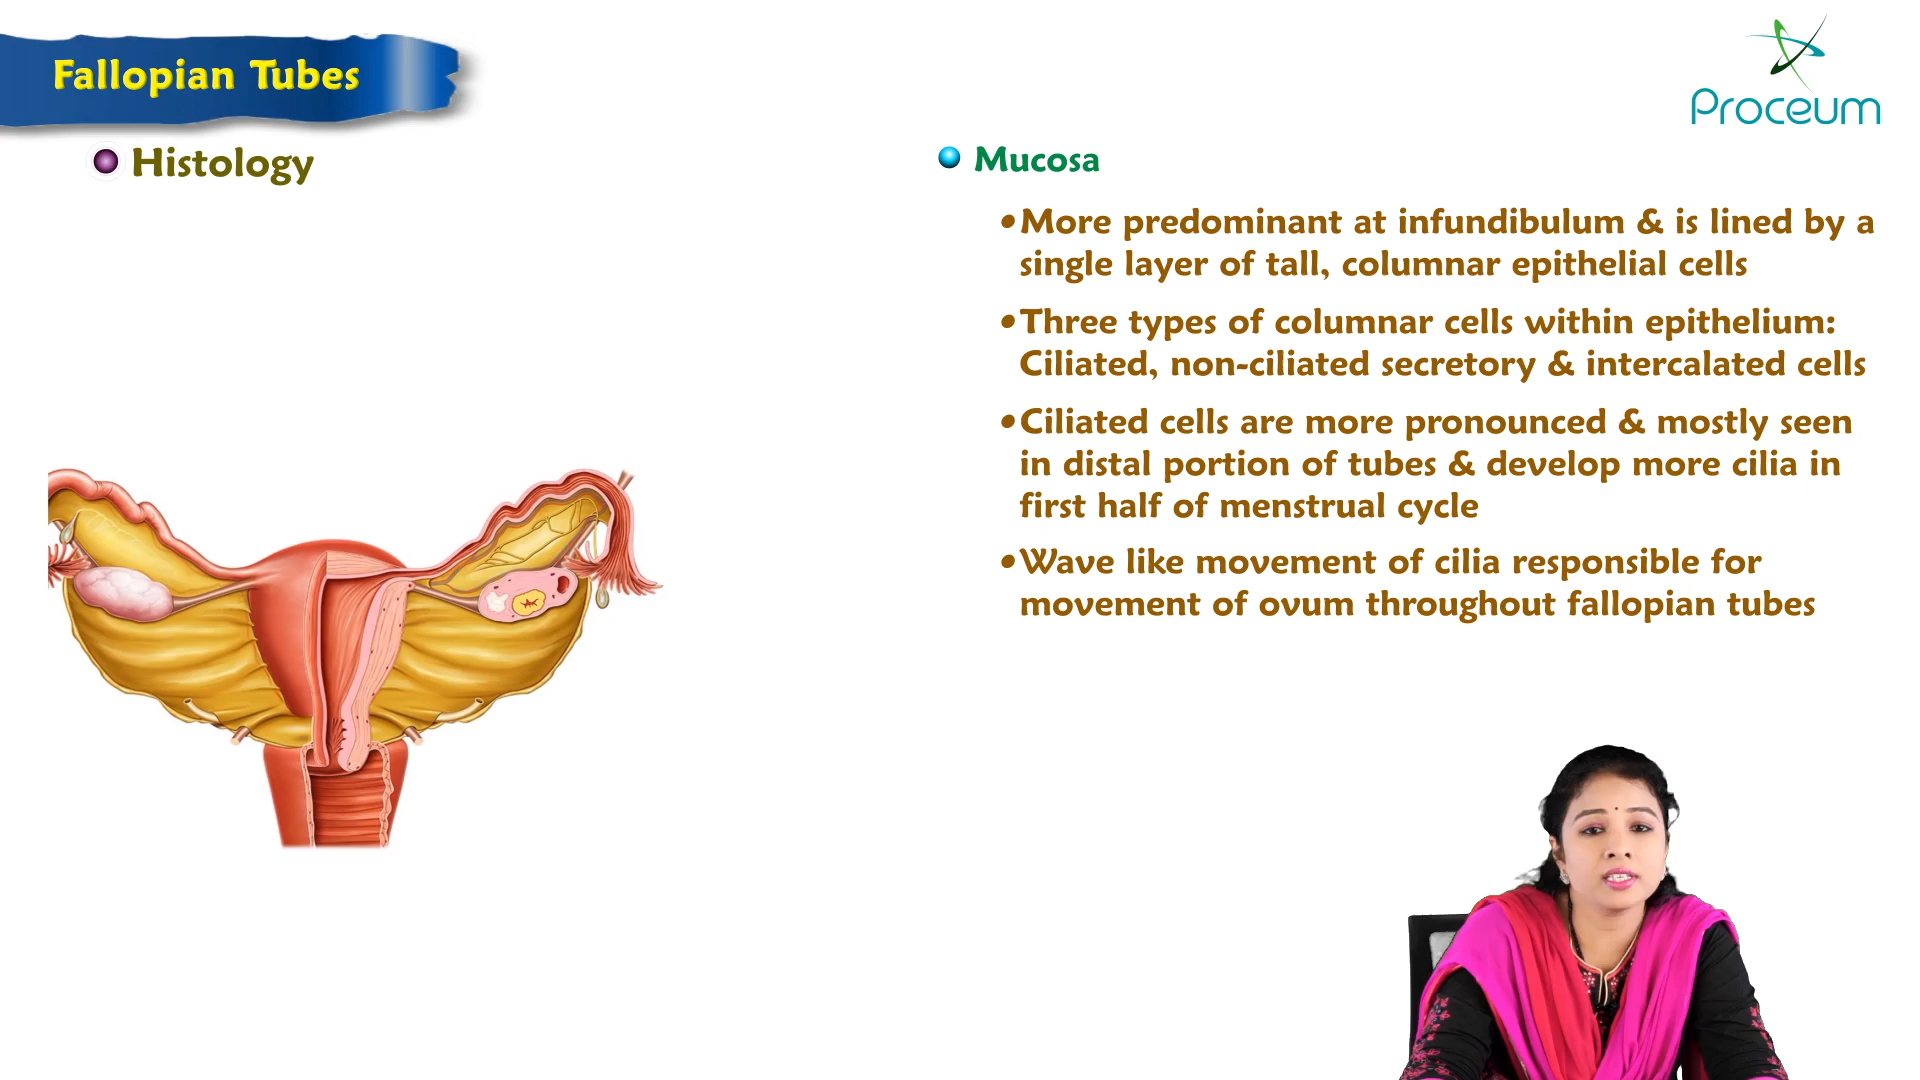 Fallopian Tubes
Proceum
Histology
Mucosa
•More predominant at infundibulum & is lined by a
single layer of tall, columnar epithelial cells
•Three types of columnar cells within epithelium:
Ciliated, non-ciliated secretory & intercalated cells
•Ciliated cells are more pronounced & mostly seen
in distal portion of tubes & develop more cilia in
first half of menstrual cycle
•Wave like movement of cilia responsible for
movement of ovum throughout fallopian tubes